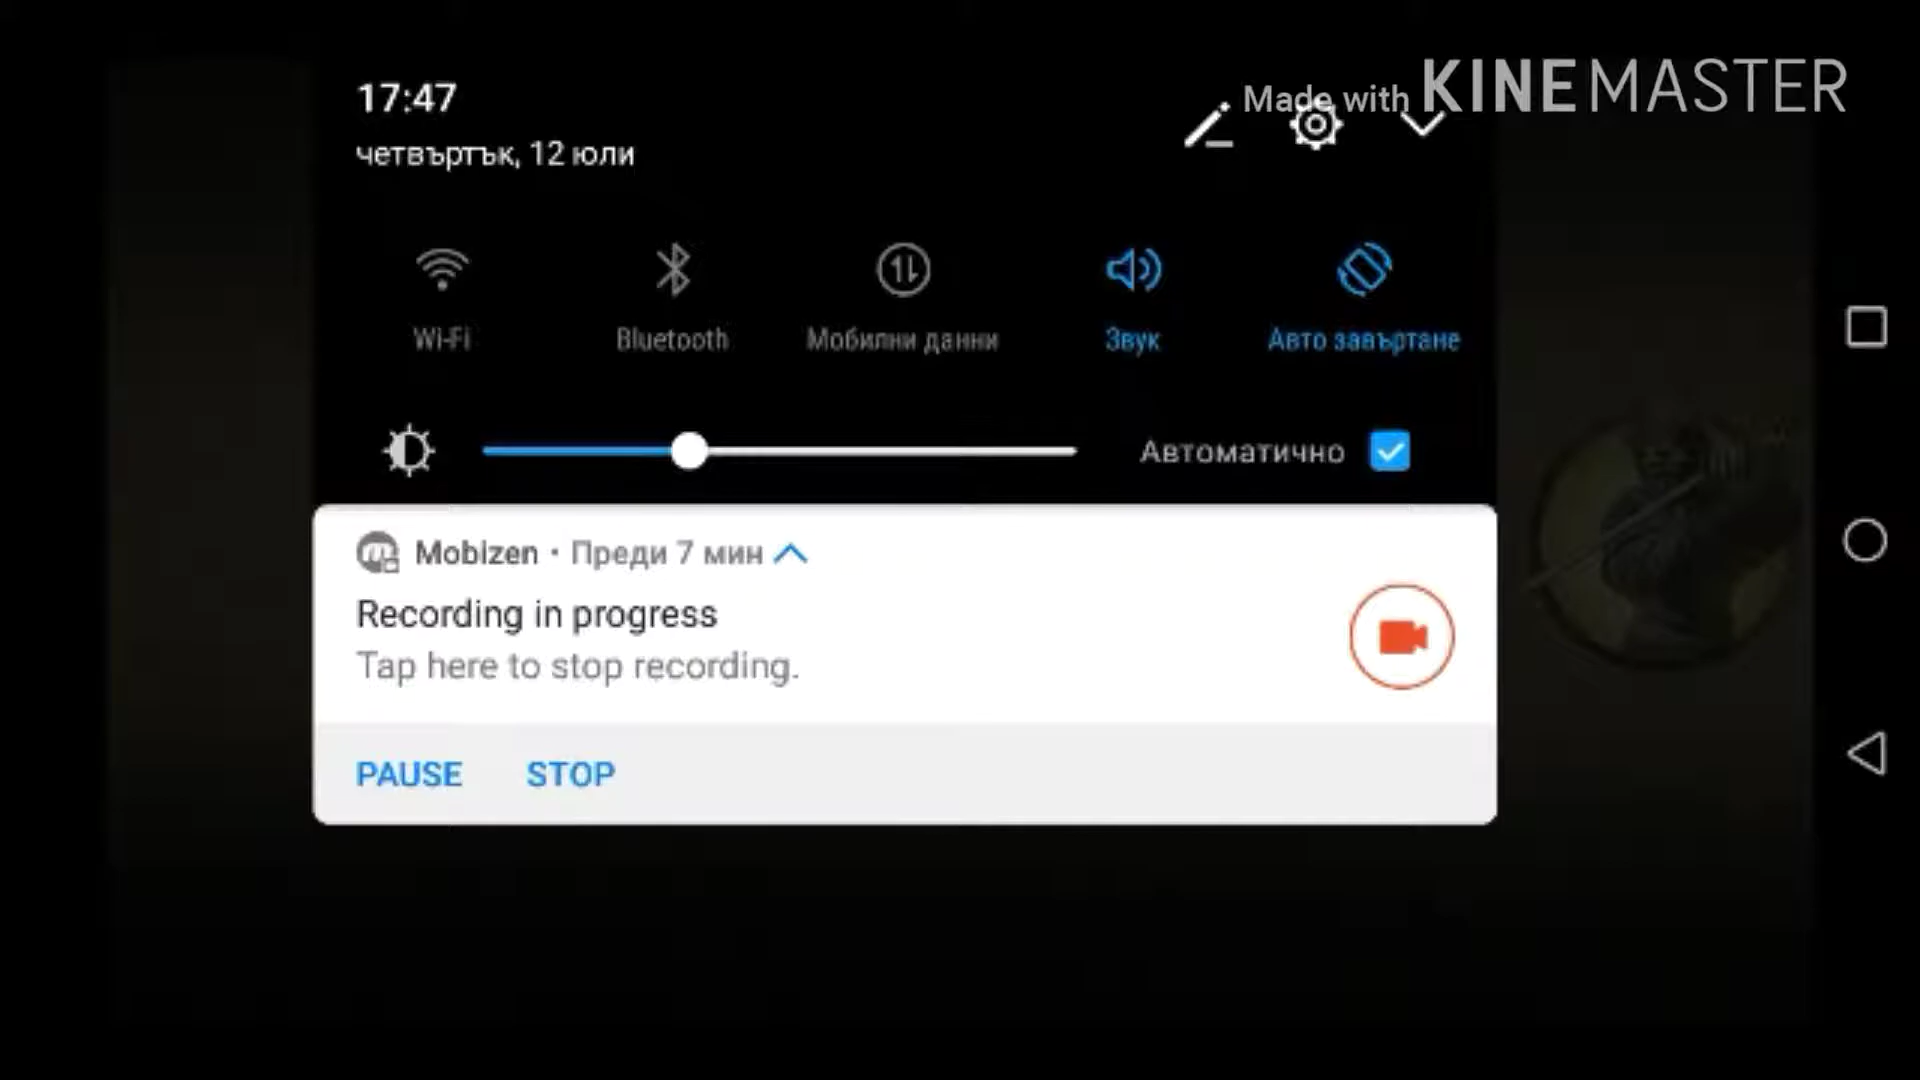 17:47
четвъртък, 12 юли
Made with KINEMASTER
Wi-Fi
Bluetooth
Мобилни данни
Звук
Авто завъртане
Автоматично
Mobizen · Преди 7 мин
Recording in progress
Tap here to stop recording.
PAUSE
STOP